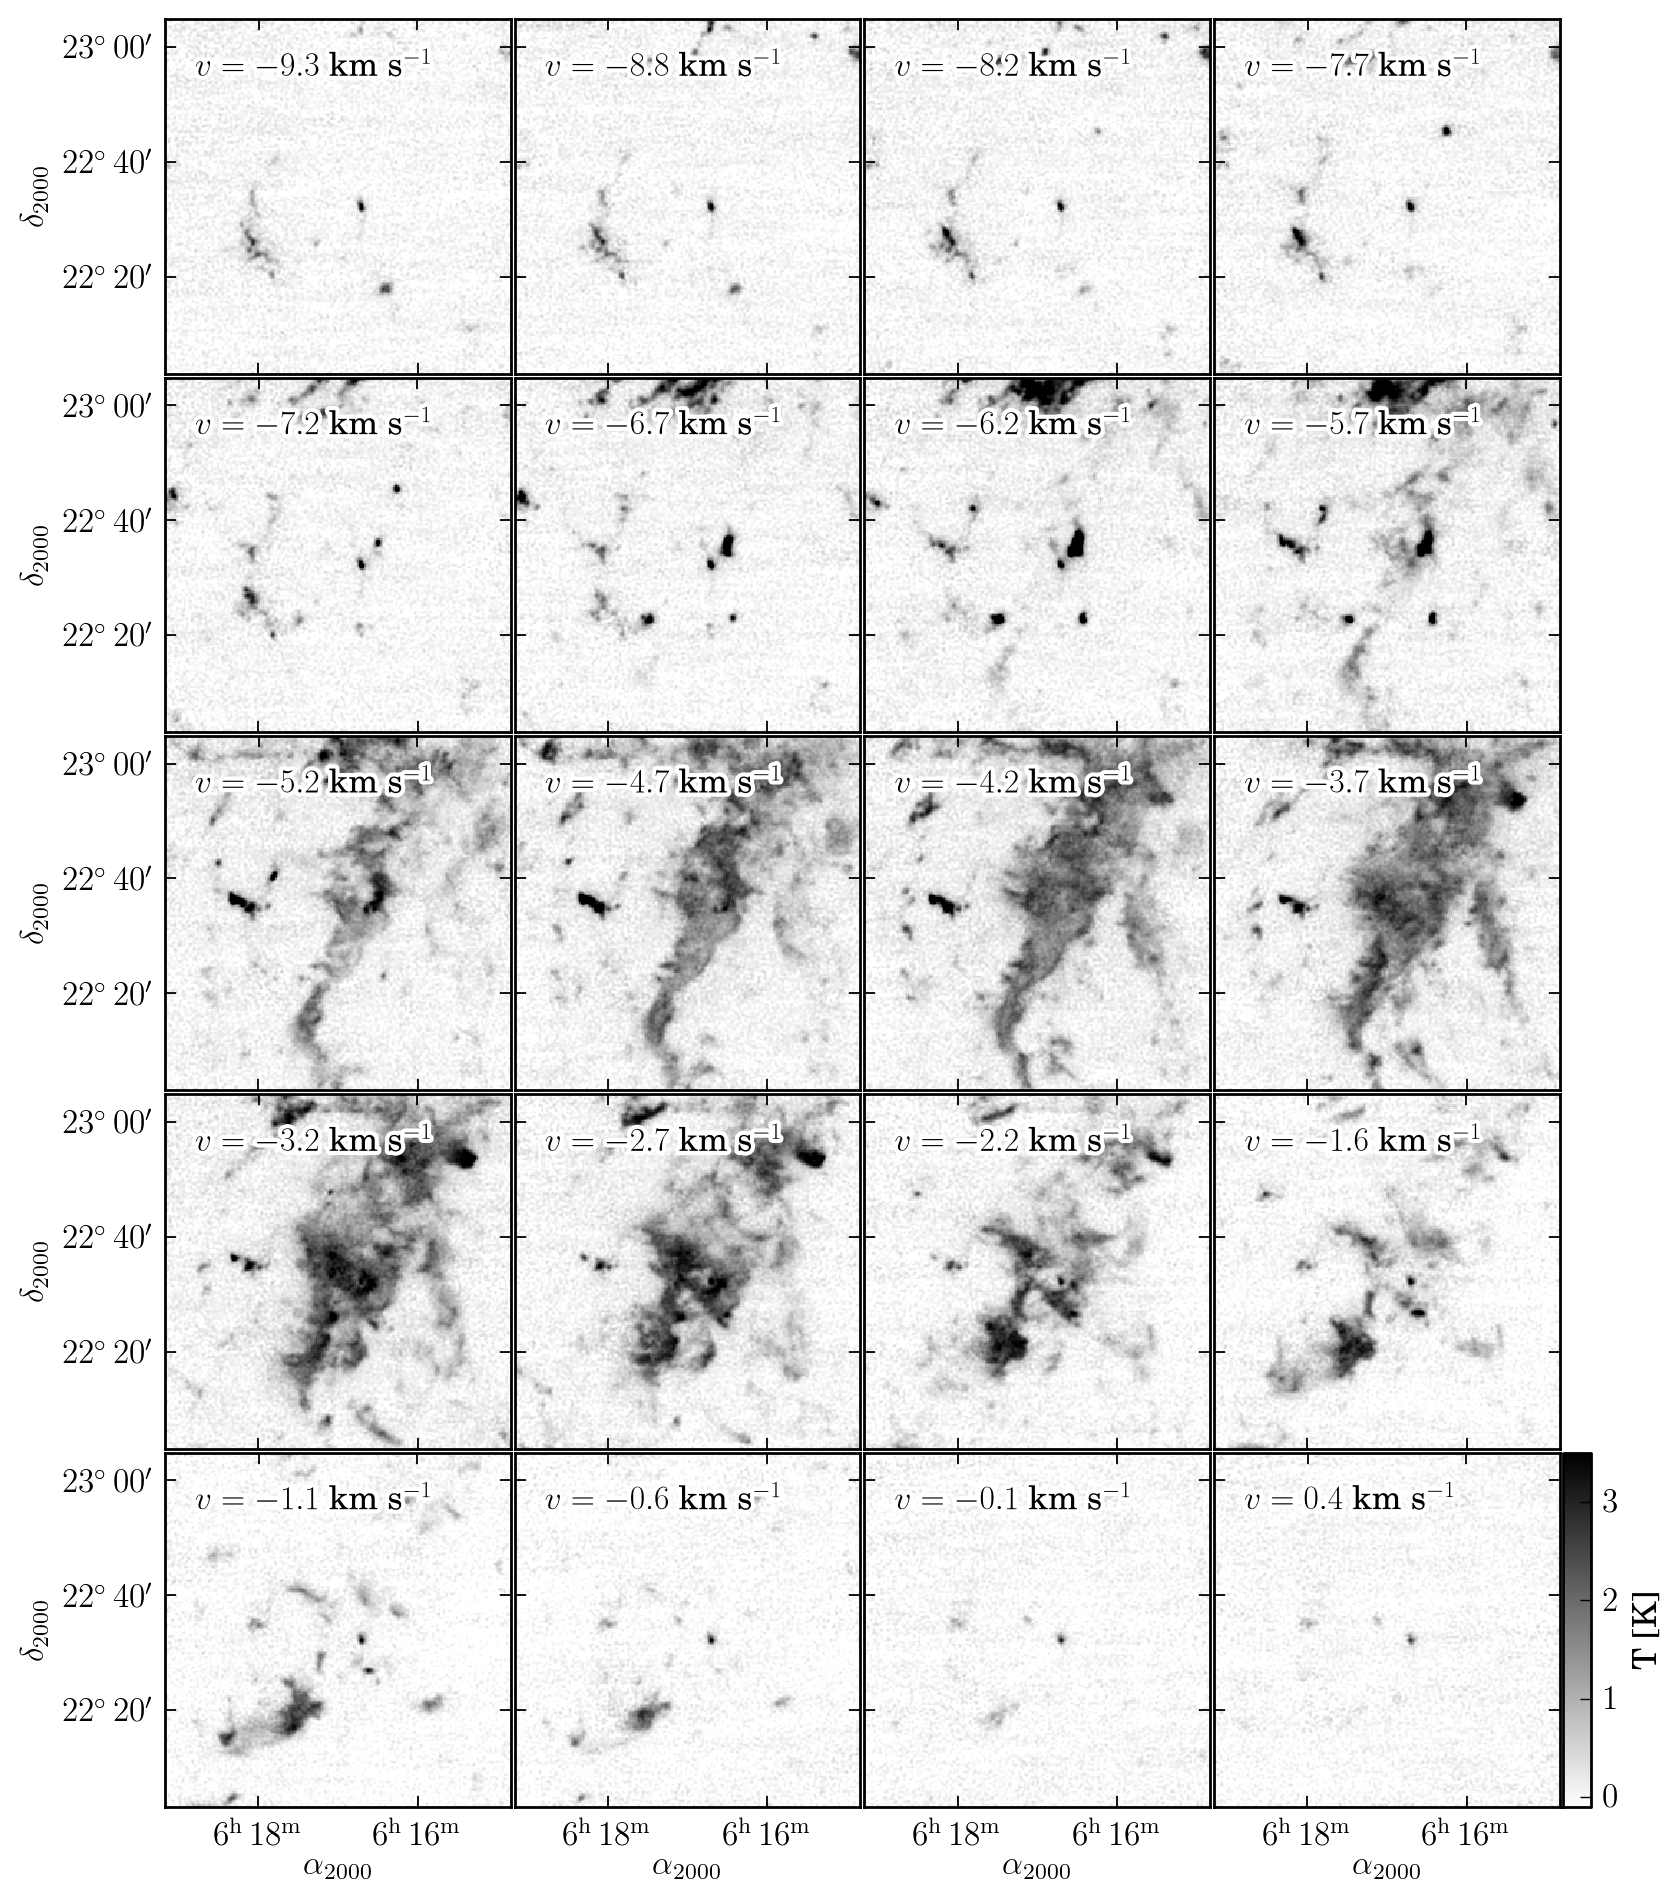 23° 00′ v = −9.3 km s⁻¹ v = −8.8 km s⁻¹ v = −8.2 km s⁻¹ v = −7.7 km s⁻¹
22° 40′
δ₂₀₀₀
22° 20′
23° 00′ v = −7.2 km s⁻¹ v = −6.7 km s⁻¹ v = −6.2 km s⁻¹ v = −5.7 km s⁻¹
22° 40′
δ₂₀₀₀
22° 20′
23° 00′ v = −5.2 km s⁻¹ v = −4.7 km s⁻¹ v = −4.2 km s⁻¹ v = −3.7 km s⁻¹
22° 40′
δ₂₀₀₀
22° 20′
23° 00′ v = −3.2 km s⁻¹ v = −2.7 km s⁻¹ v = −2.2 km s⁻¹ v = −1.6 km s⁻¹
22° 40′
δ₂₀₀₀
22° 20′
23° 00′ v = −1.1 km s⁻¹ v = −0.6 km s⁻¹ v = −0.1 km s⁻¹ v = 0.4 km s⁻¹
3
22° 40′
2
δ₂₀₀₀
T [K]
22° 20′
1
0
6ʰ 18ᵐ 6ʰ 16ᵐ 6ʰ 18ᵐ 6ʰ 16ᵐ 6ʰ 18ᵐ 6ʰ 16ᵐ 6ʰ 18ᵐ 6ʰ 16ᵐ
α₂₀₀₀ α₂₀₀₀ α₂₀₀₀ α₂₀₀₀